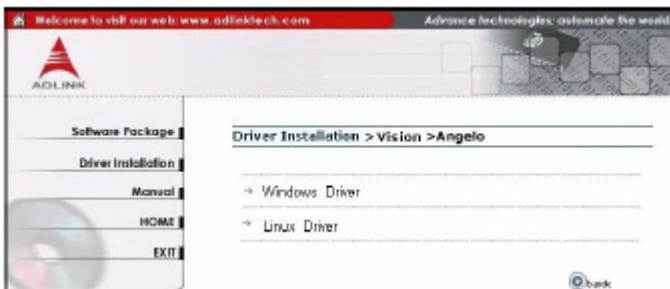 Welcome to visit our web: www.adlinktech.com
Advance technologies; automate the world
ADLINK
Software Package
Driver Installation
Manual
HOME
EXIT
Driver Installation > Vision >Angelo
Windows Driver
Linux Driver
back